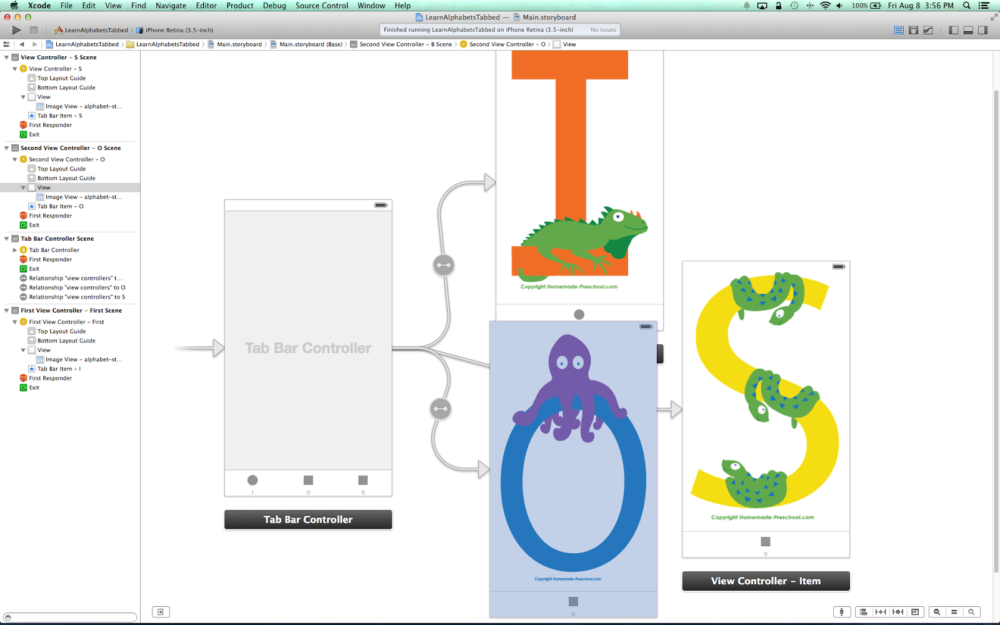 Xcode File Edit View Find Navigate Editor Product Debug Source Control Window Help 100% Fri Aug 8 3:56 PM
LearnAlphabetsTabbed — Main.storyboard
LearnAlphabetsTabbed iPhone Retina (3.5-inch)
Finished running LearnAlphabetsTabbed on iPhone Retina (3.5-inch) No Issues
LearnAlphabetsTabbed LearnAlphabetsTabbed Main.storyboard Main.storyboard (Base) Second View Controller – B Scene Second View Controller – O View
View Controller – S Scene
View Controller – S
Top Layout Guide
Bottom Layout Guide
View
Image View – alphabet-st...
Tab Bar Item – S
First Responder
Exit
Second View Controller – O Scene
Second View Controller – O
Top Layout Guide
Bottom Layout Guide
View
Image View – alphabet-st...
Tab Bar Item – O
First Responder
Exit
Tab Bar Controller Scene
Tab Bar Controller
First Responder
Exit
Relationship "view controllers" t...
Relationship "view controllers" to O
Relationship "view controllers" to S
First View Controller – First Scene
First View Controller – First
Top Layout Guide
Bottom Layout Guide
View
Image View – alphabet-st...
Tab Bar Item – I
First Responder
Exit
Tab Bar Controller
I O S
Tab Bar Controller
I
Copyright Homemade-Preschool.com
O
Copyright Homemade-Preschool.com
O
S
Copyright Homemade-Preschool.com
S
View Controller – Item